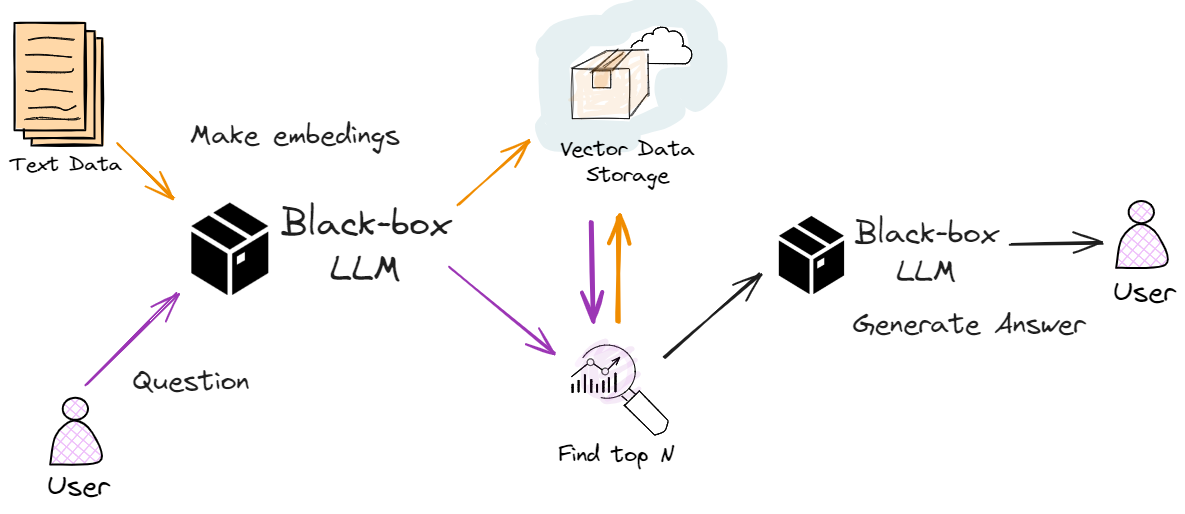 Text Data
Make embedings
Vector Data
Storage
Black-box
LLM
Question
User
Find top N
Black-box
LLM
Generate Answer
User